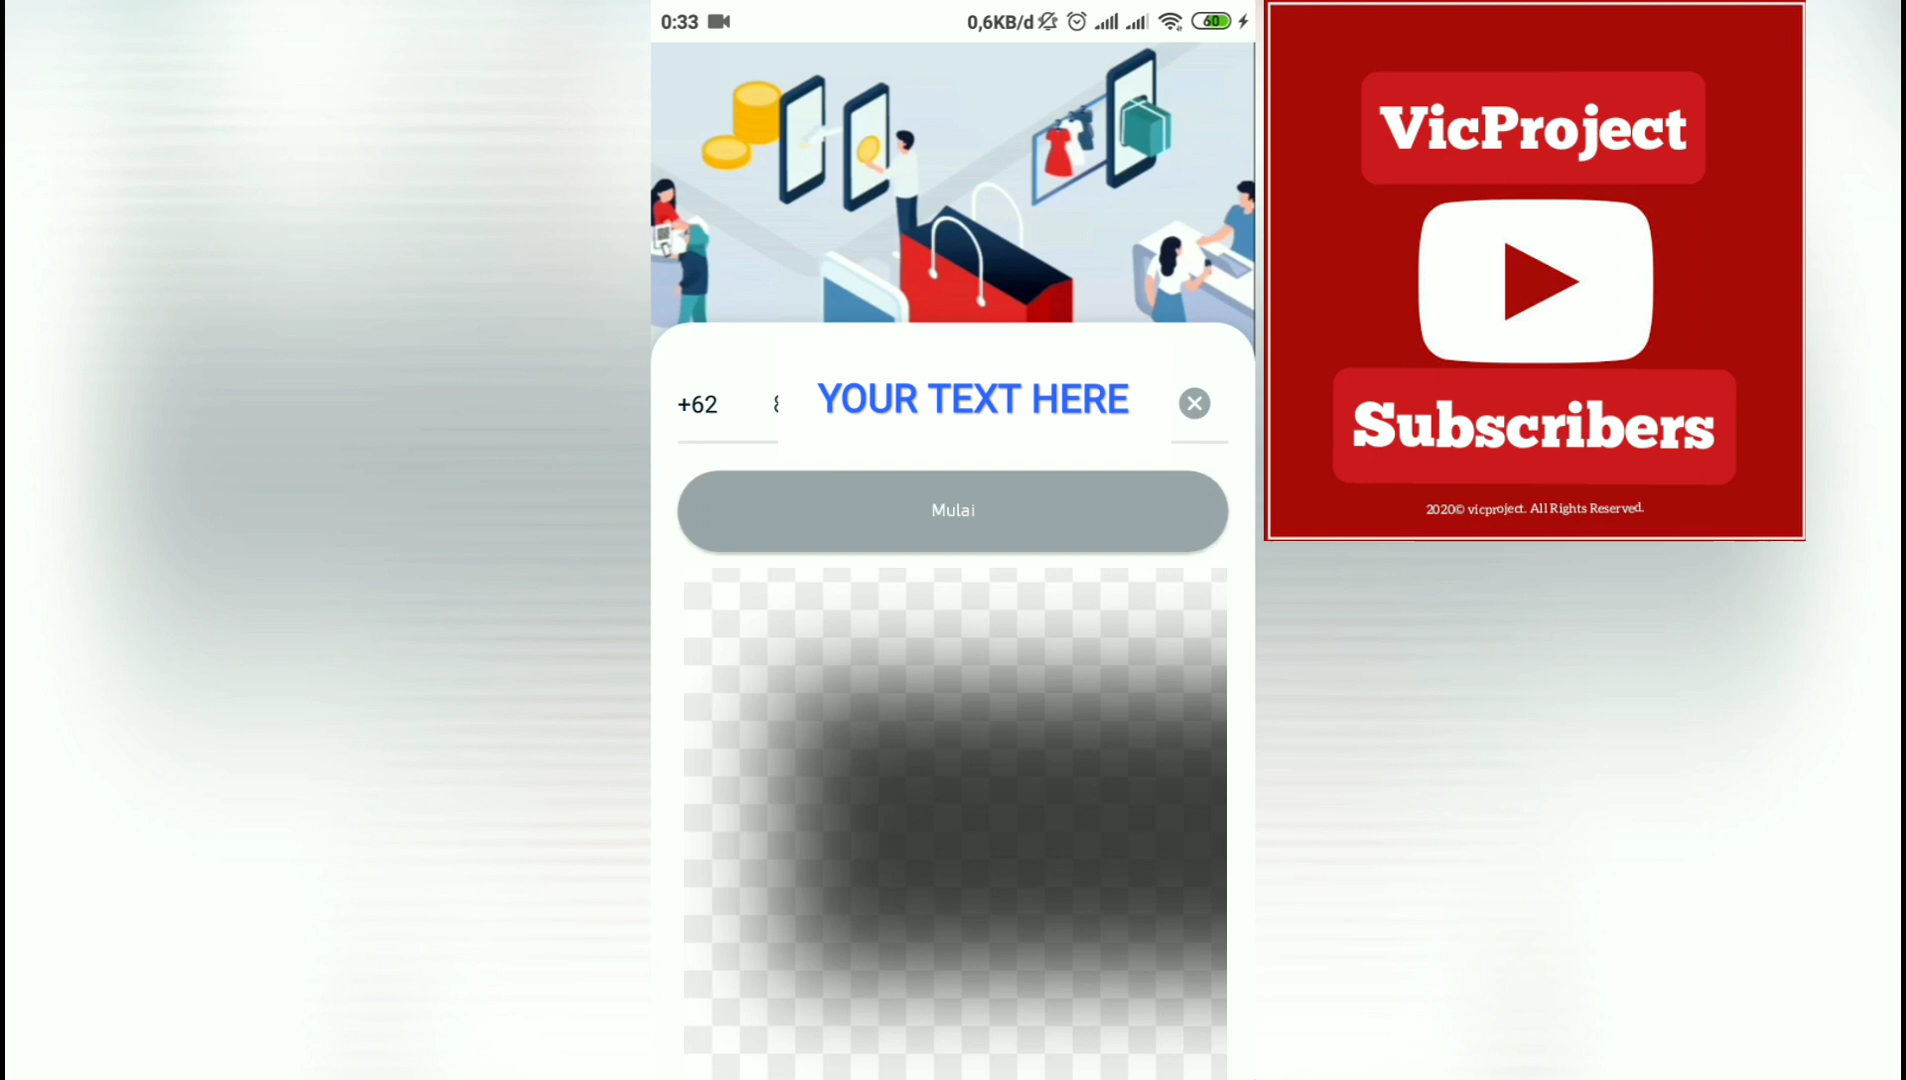 0:33
0,6KB/d
60
+62
YOUR TEXT HERE
Mulai
VicProject
Subscribers
2020© vicproject. All Rights Reserved.